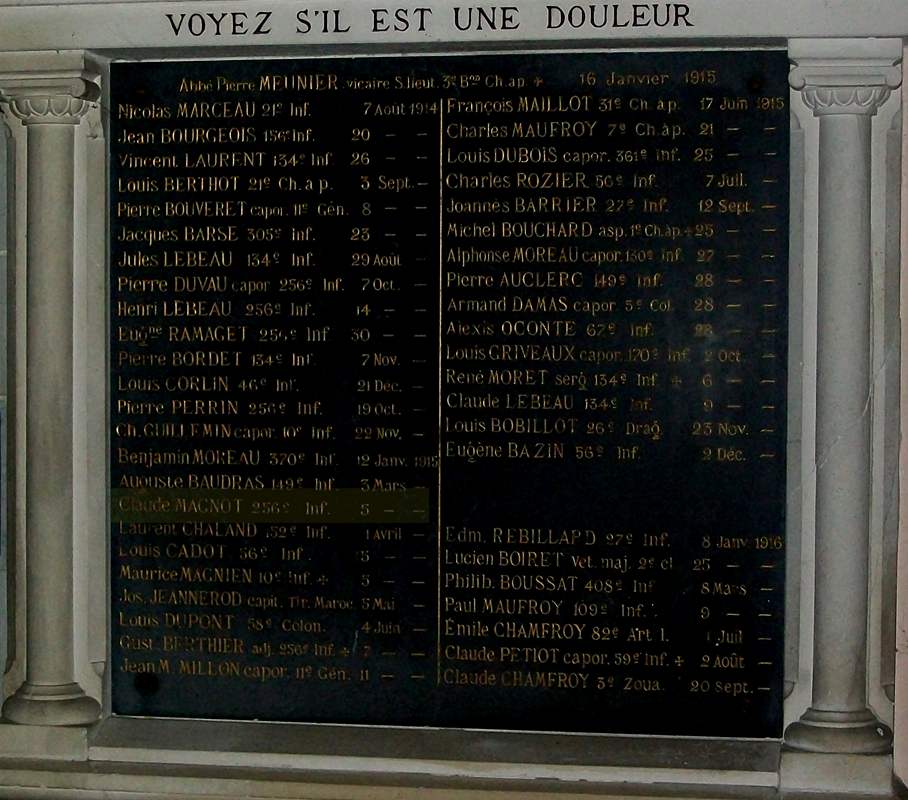 VOYEZ S'IL EST UNE DOULEUR
Abbé Pierre MEUNIER vicaire S.lieut. 3e Bon Ch. ap. + 16 Janvier 1915
Nicolas MARCEAU 21e Inf. 7 Août 1914
Jean BOURGEOIS 156e Inf. 20 — —
Vincent LAURENT 134e Inf 26 — —
Louis BERTHOT 21e Ch. à p. 3 Sept. —
Pierre BOUVERET capor. 11e Gén. 8 — —
Jacques BARSE 305e Inf. 23 — —
Jules LEBEAU 134e Inf. 29 Août —
Pierre DUVAU capor 256e Inf. 7 Oct. —
Henri LEBEAU 256e Inf. 14 — —
Eugne RAMAGET 256e Inf 30 — —
Pierre BORDET 134e Inf 7 Nov. —
Louis CORLIN 46e Inf. 21 Déc. —
Pierre PERRIN 256e Inf. 19 Oct. —
Ch. GUILLEMIN capor. 10e Inf. 22 Nov. —
Benjamin MOREAU 370e Inf. 12 Janv. 1915
Auguste BAUDRAS 149e Inf. 3 Mars —
Claude MAGNOT 256e Inf. 5 — —
Laurent CHALAND 52e Inf. 1 Avril —
Louis CADOT 56e Inf. 5 — —
Maurice MAGNIEN 10e Inf. + 5 — —
Jos. JEANNEROD capit. Tir. Maroc. 5 Mai —
Louis DUPONT 58e Colon. 4 Juin —
Gust. BERTHIER adj. 256e Inf. + 7 — —
Jean M. MILLON capor. 11e Gén. 11 — —
François MAILLOT 31e Ch. à p. 17 Juin 1915
Charles MAUFROY 7e Ch. à p. 21 — —
Louis DUBOIS capor. 361e Inf. 25 — —
Charles ROZIER 56e Inf. 7 Juil. —
Joannès BARRIER 27e Inf. 12 Sept. —
Michel BOUCHARD asp. 1e Ch. àp. + 25 — —
Alphonse MOREAU capor. 130e Inf. 27 — —
Pierre AUCLERC 149e Inf. 28 — —
Armand DAMAS capor. 5e Col. 28 — —
Alexis OCONTE 67e Inf. 28 — —
Louis GRIVEAUX capor. 170e Inf. 2 Oct. —
René MORET serg 134e Inf + 6 — —
Claude LEBEAU 134e Inf. 9 — —
Louis BOBILLOT 26e Drag 23 Nov. —
Eugène BAZIN 56e Inf. 2 Déc. —
Edm. REBILLARD 27e Inf. 8 Janv. 1916
Lucien BOIRET Vet. maj. 2e cl 25 — —
Philib. BOUSSAT 408e Inf 8 Mars —
Paul MAUFROY 109e Inf. 9 — —
Émile CHAMFROY 82e Art l. 1 Juil —
Claude PETIOT capor. 59e Inf. + 2 Août —
Claude CHAMFROY 3e Zoua. 20 Sept. —